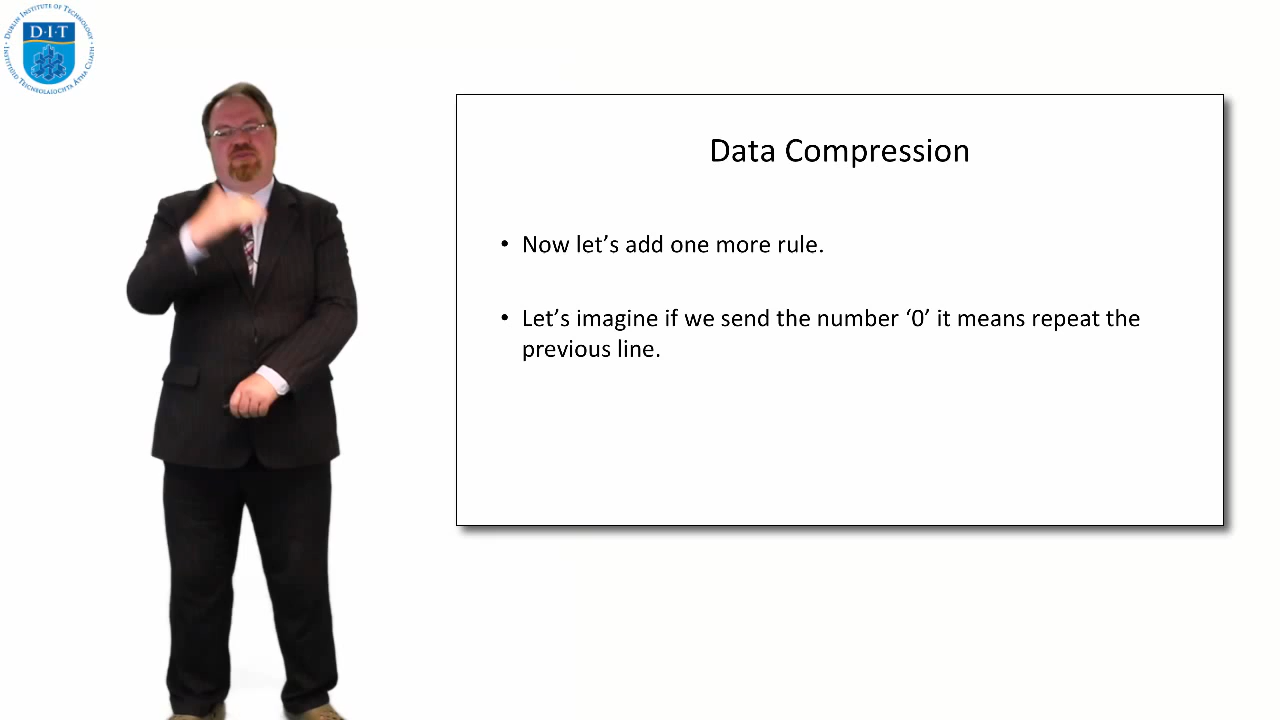 DUBLIN INSTITUTE OF TECHNOLOGY
D·I·T
INSTITIÚID TEICNEOLAÍOCHTA ÁTHA CLIATH
Data Compression
• Now let’s add one more rule.
• Let’s imagine if we send the number ‘0’ it means repeat the
previous line.